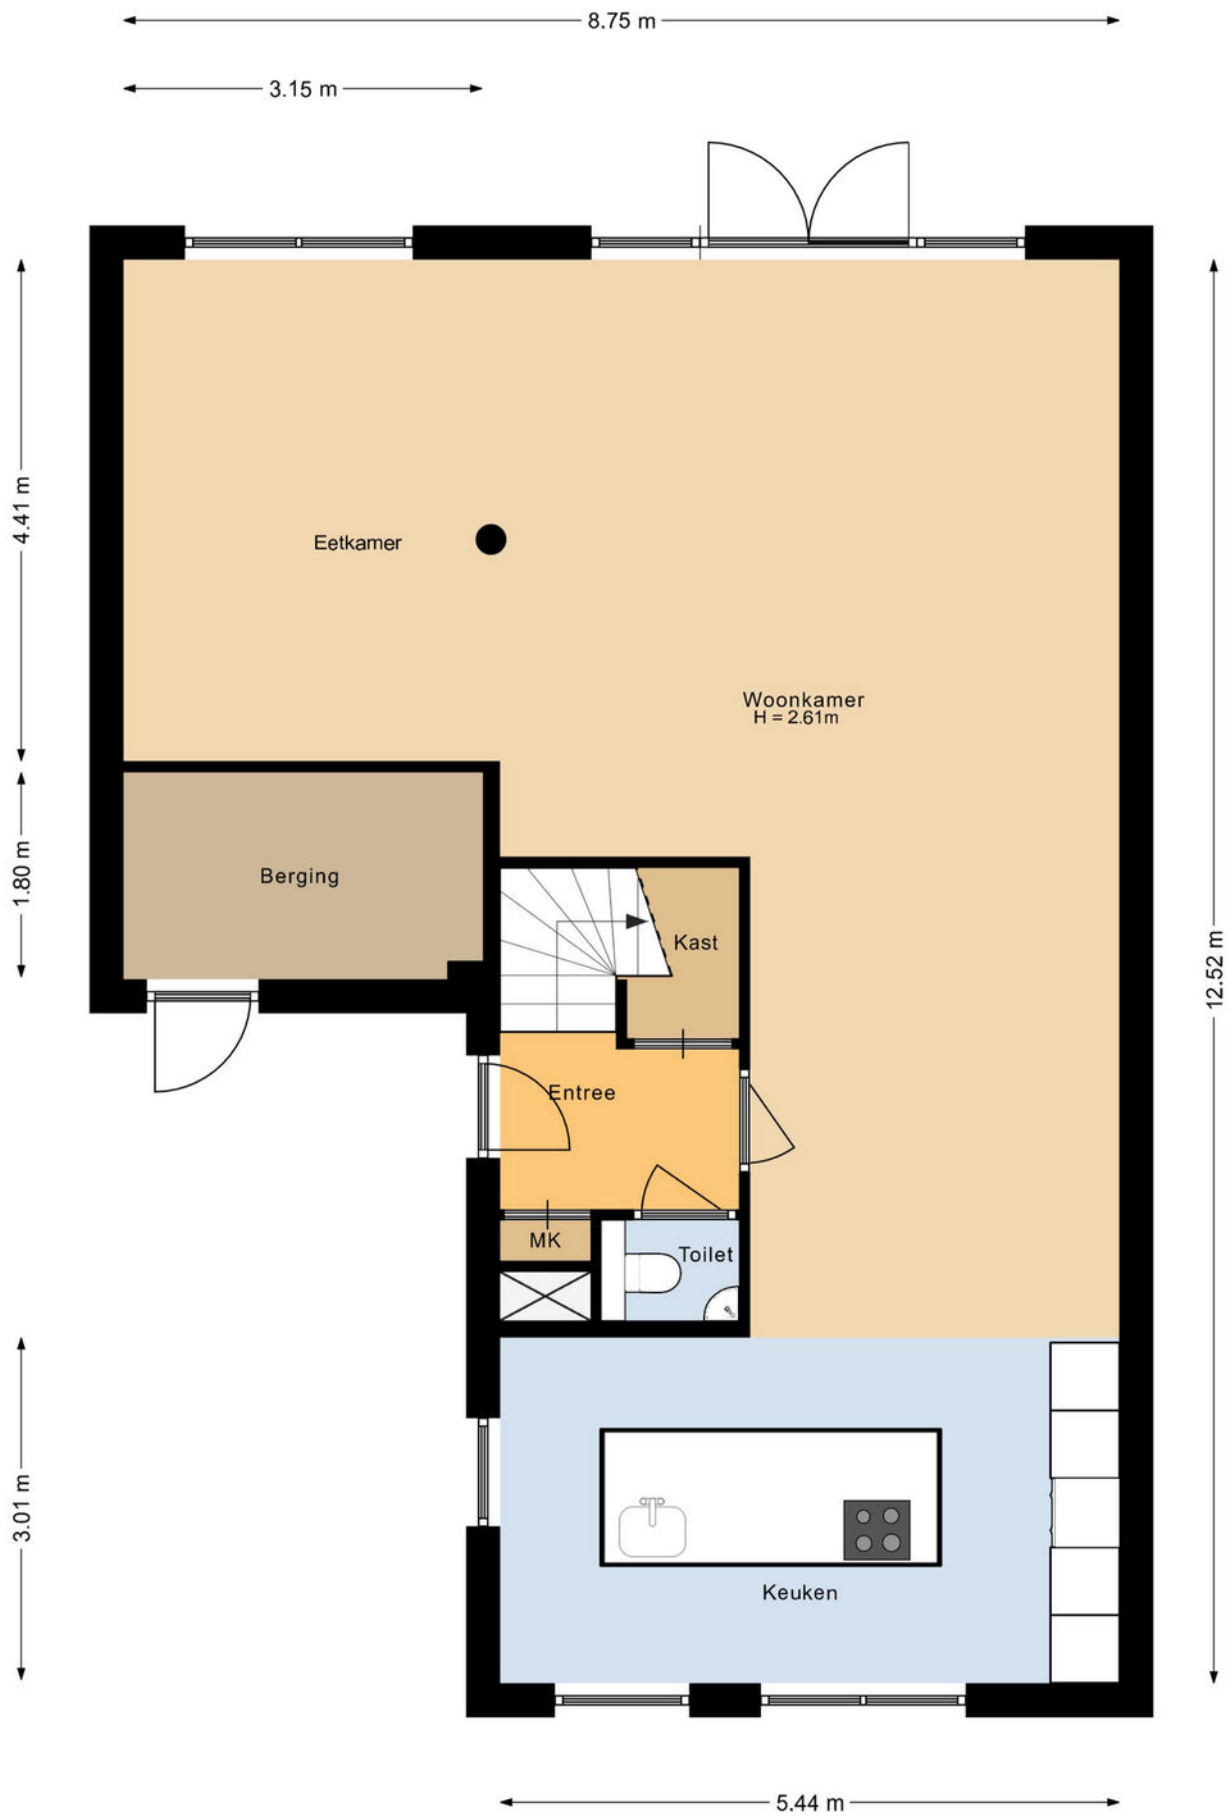 8.75 m
3.15 m
4.41 m
Eetkamer
Woonkamer
H = 2.61m
1.80 m
Berging
Kast
12.52 m
Entree
MK
Toilet
3.01 m
Keuken
5.44 m